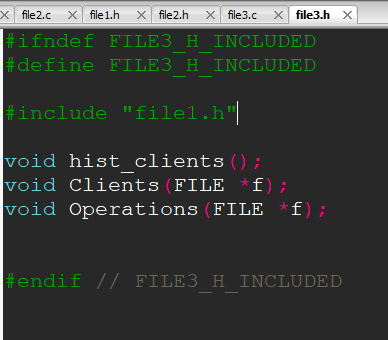 file2.c file1.h file2.h file3.c file3.h
#ifndef FILE3_H_INCLUDED
#define FILE3_H_INCLUDED
#include "file1.h"
void hist_clients();
void Clients(FILE *f);
void Operations(FILE *f);
#endif // FILE3_H_INCLUDED